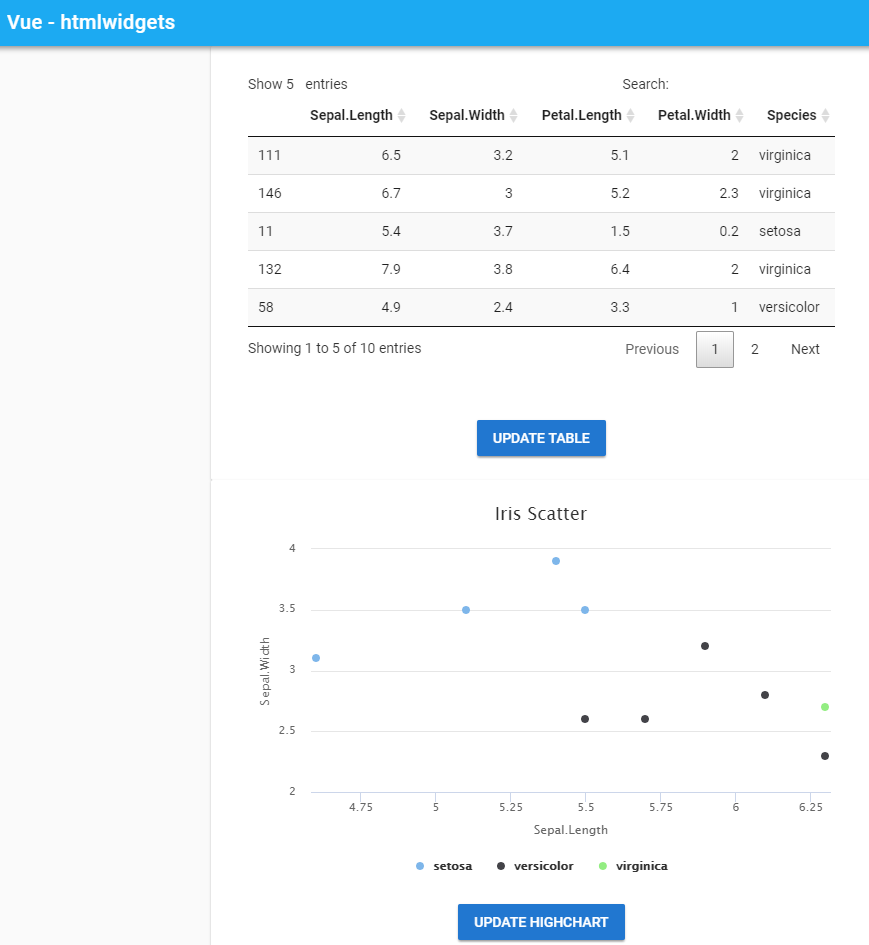 Vue - htmlwidgets
Show 5 entries Search:
Sepal.Length Sepal.Width Petal.Length Petal.Width Species
111 6.5 3.2 5.1 2 virginica
146 6.7 3 5.2 2.3 virginica
11 5.4 3.7 1.5 0.2 setosa
132 7.9 3.8 6.4 2 virginica
58 4.9 2.4 3.3 1 versicolor
Showing 1 to 5 of 10 entries Previous 1 2 Next
UPDATE TABLE
Iris Scatter
4
3.5
3
2.5
2
Sepal.Width
4.75 5 5.25 5.5 5.75 6 6.25
Sepal.Length
setosa versicolor virginica
UPDATE HIGHCHART